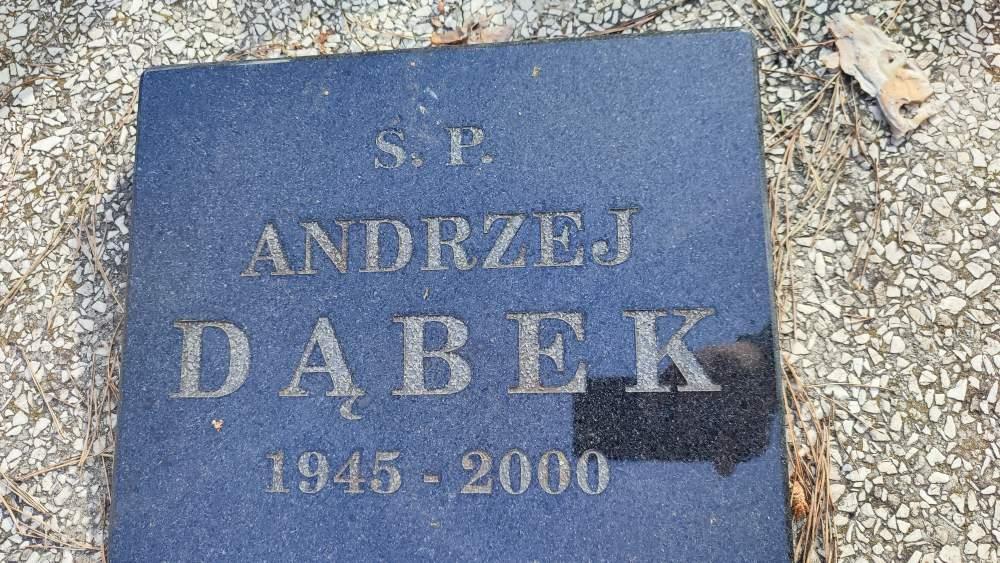 S. P.
ANDRZEJ
DĄBEK
1945 - 2000